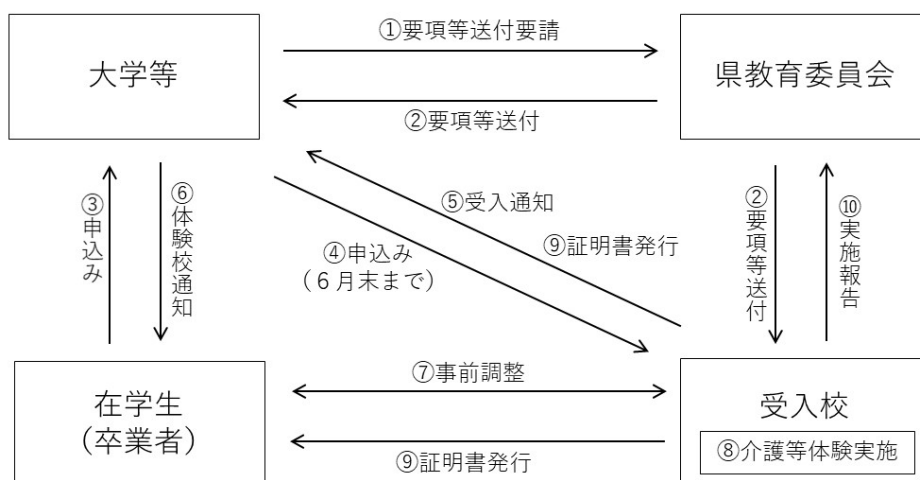 ①要項等送付要請
大学等
県教育委員会
②要項等送付
③申込み
⑥体験校通知
⑤受入通知
⑨証明書発行
④申込み
(６月末まで)
②要項等送付
⑩実施報告
⑦事前調整
在学生
(卒業者)
受入校
⑧介護等体験実施
⑨証明書発行